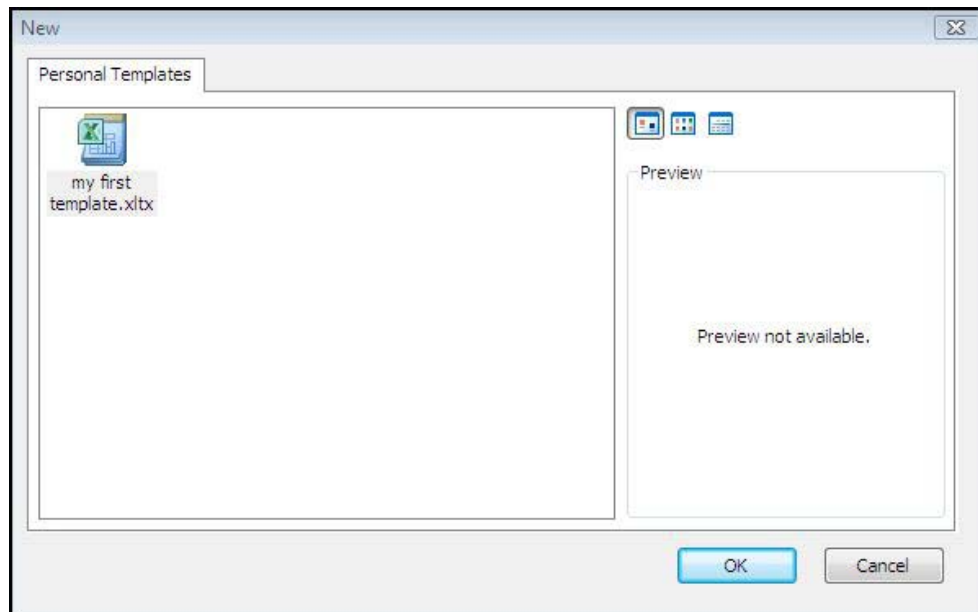 New
Personal Templates
my first
template.xltx
Preview
Preview not available.
OK
Cancel